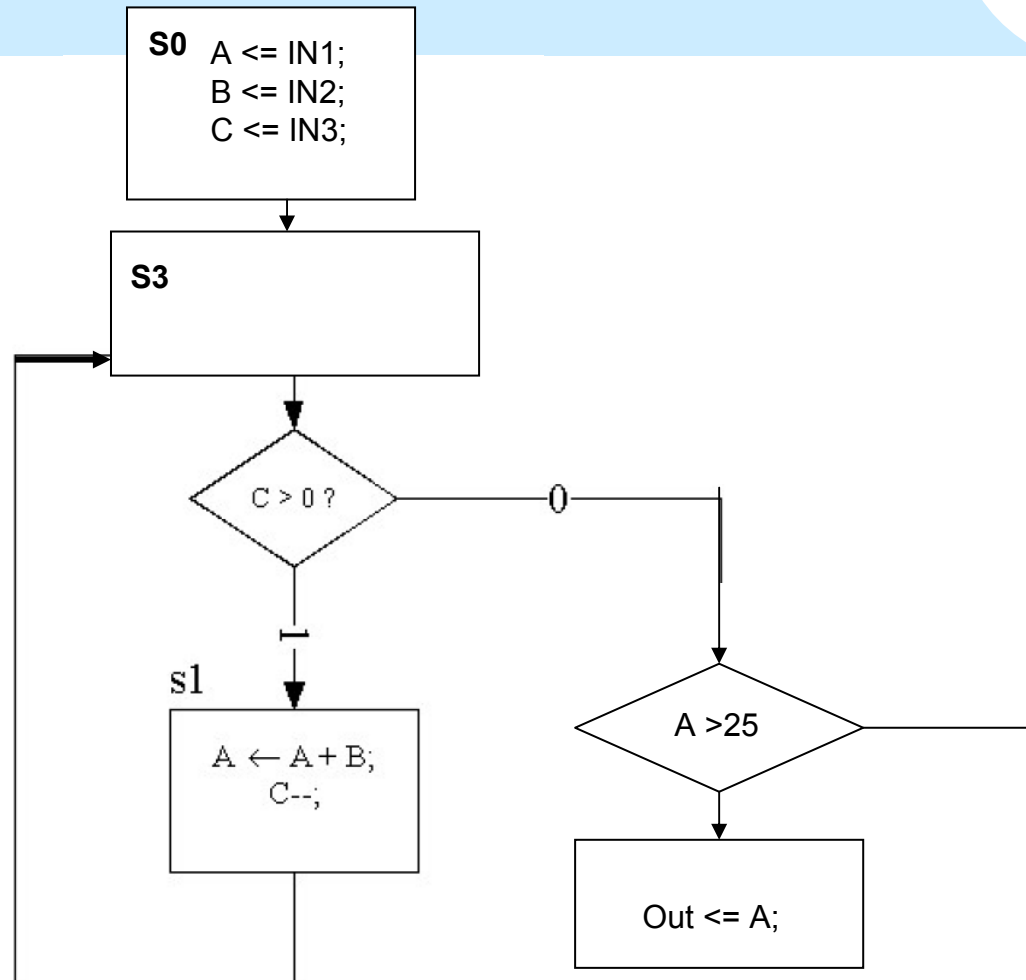 S0
A <= IN1;
B <= IN2;
C <= IN3;
S3
C > 0 ?
0
1
s1
A ← A + B;
C--;
A >25
Out <= A;